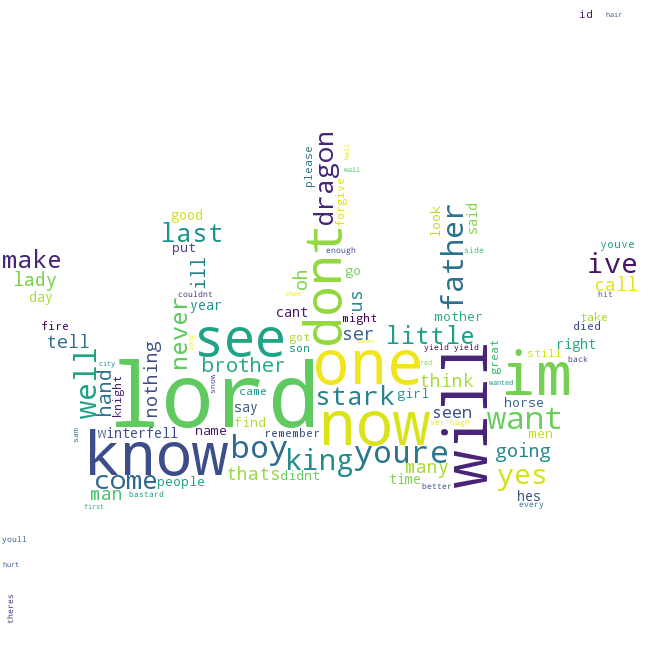 id
hair
dragon
please
time
wall
forgive
good
last
put
ill
father
look
said
make
lady
day
ive
youve
call
hit
dont
enough
side
oh
go
us
couldnt
year
never
cant
might
mother
fire
tell
see
got
son
ser
little
take
died
right
back
well
city
hand
knight
nothing
lord
brother
one
yield yield
great
still
im
stark
think
girl
red
wanted
snow
came
say
find
now
will
seen
want
horse
men
sam
winterfell
name
remember
ser hugh
know
boy
king
youre
going
come
people
thats
didnt
many
time
better
yes
man
bastard
first
hes
every
youll
hurt
theres